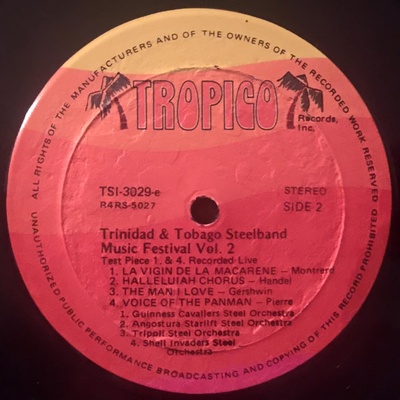 ALL RIGHTS OF THE MANUFACTURERS AND OF THE OWNERS OF THE RECORDED WORK RESERVED
TROPICO
Records,
Inc.
TSI-3029-e
STEREO
R4RS-5027
SIDE 2
Trinidad & Tobago Steelband
Music Festival Vol. 2
Test Piece 1. & 4. Recorded Live
1. LA VIGIN DE LA MACARENE — Montrero
2. HALLELUIAH CHORUS — Handel
3. THE MAN I LOVE — Gershwin
4. VOICE OF THE PANMAN — Pierre
1. Guinness Cavaliers Steel Orchestra
2. Angostura Starlift Steel Orchestra
3. Tripoli Steel Orchestra
4. Shell Invaders Steel
Orchestra
UNAUTHORIZED PUBLIC PERFORMANCE BROADCASTING AND COPYING OF THIS RECORD PROHIBITED